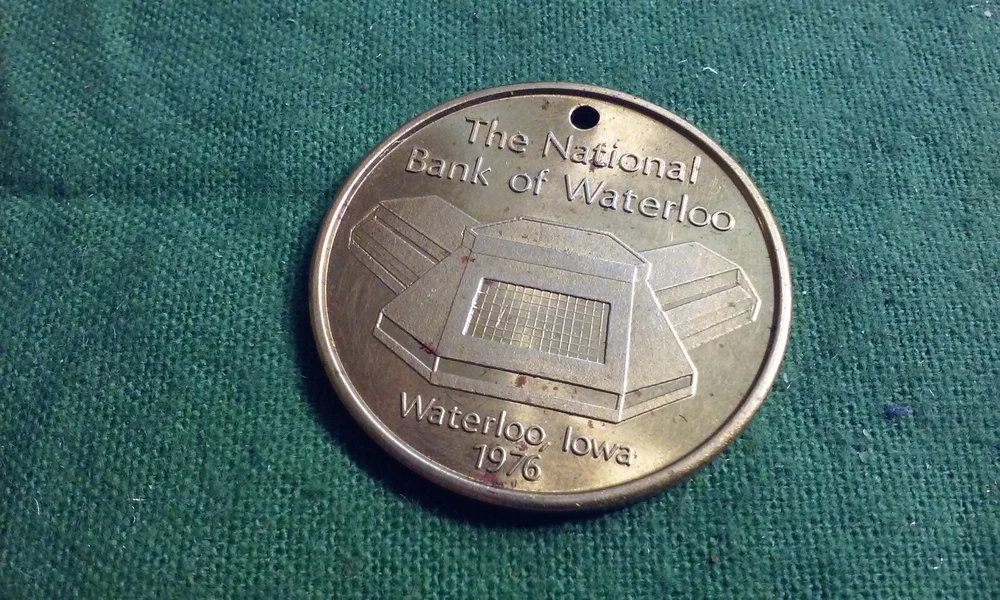 The National
Bank of Waterloo
Waterloo, Iowa
1976